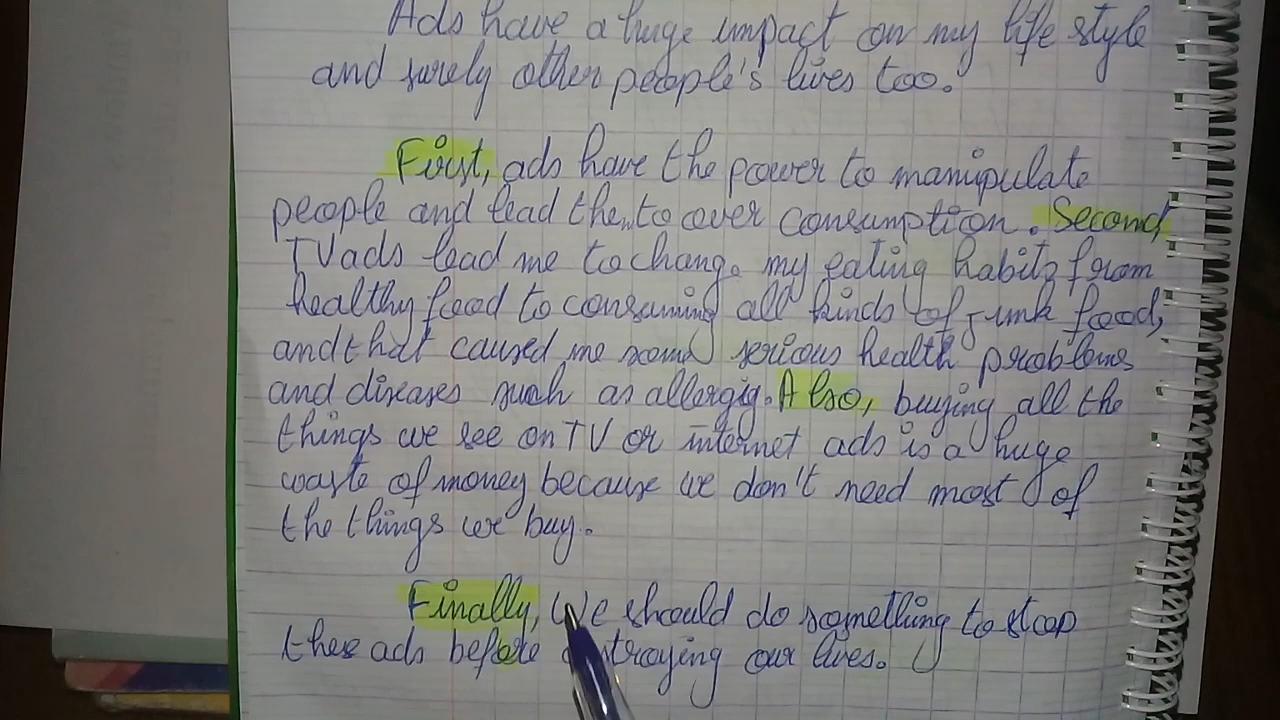 Ads have a huge impact on my life style
and surely other people's lives too.
First, ads have the power to manipulate
people and lead them to over consumption. Second,
TV ads lead me to change my eating habits from
healthy food to consuming all kinds of junk food,
and that caused me some serious health problems
and diseases such as allergig. Also, buying all the
things we see on TV or internet ads is a huge
waste of money because we don't need most of
the things we buy.
Finally, We should do something to stop
thes ads before troying our lives.